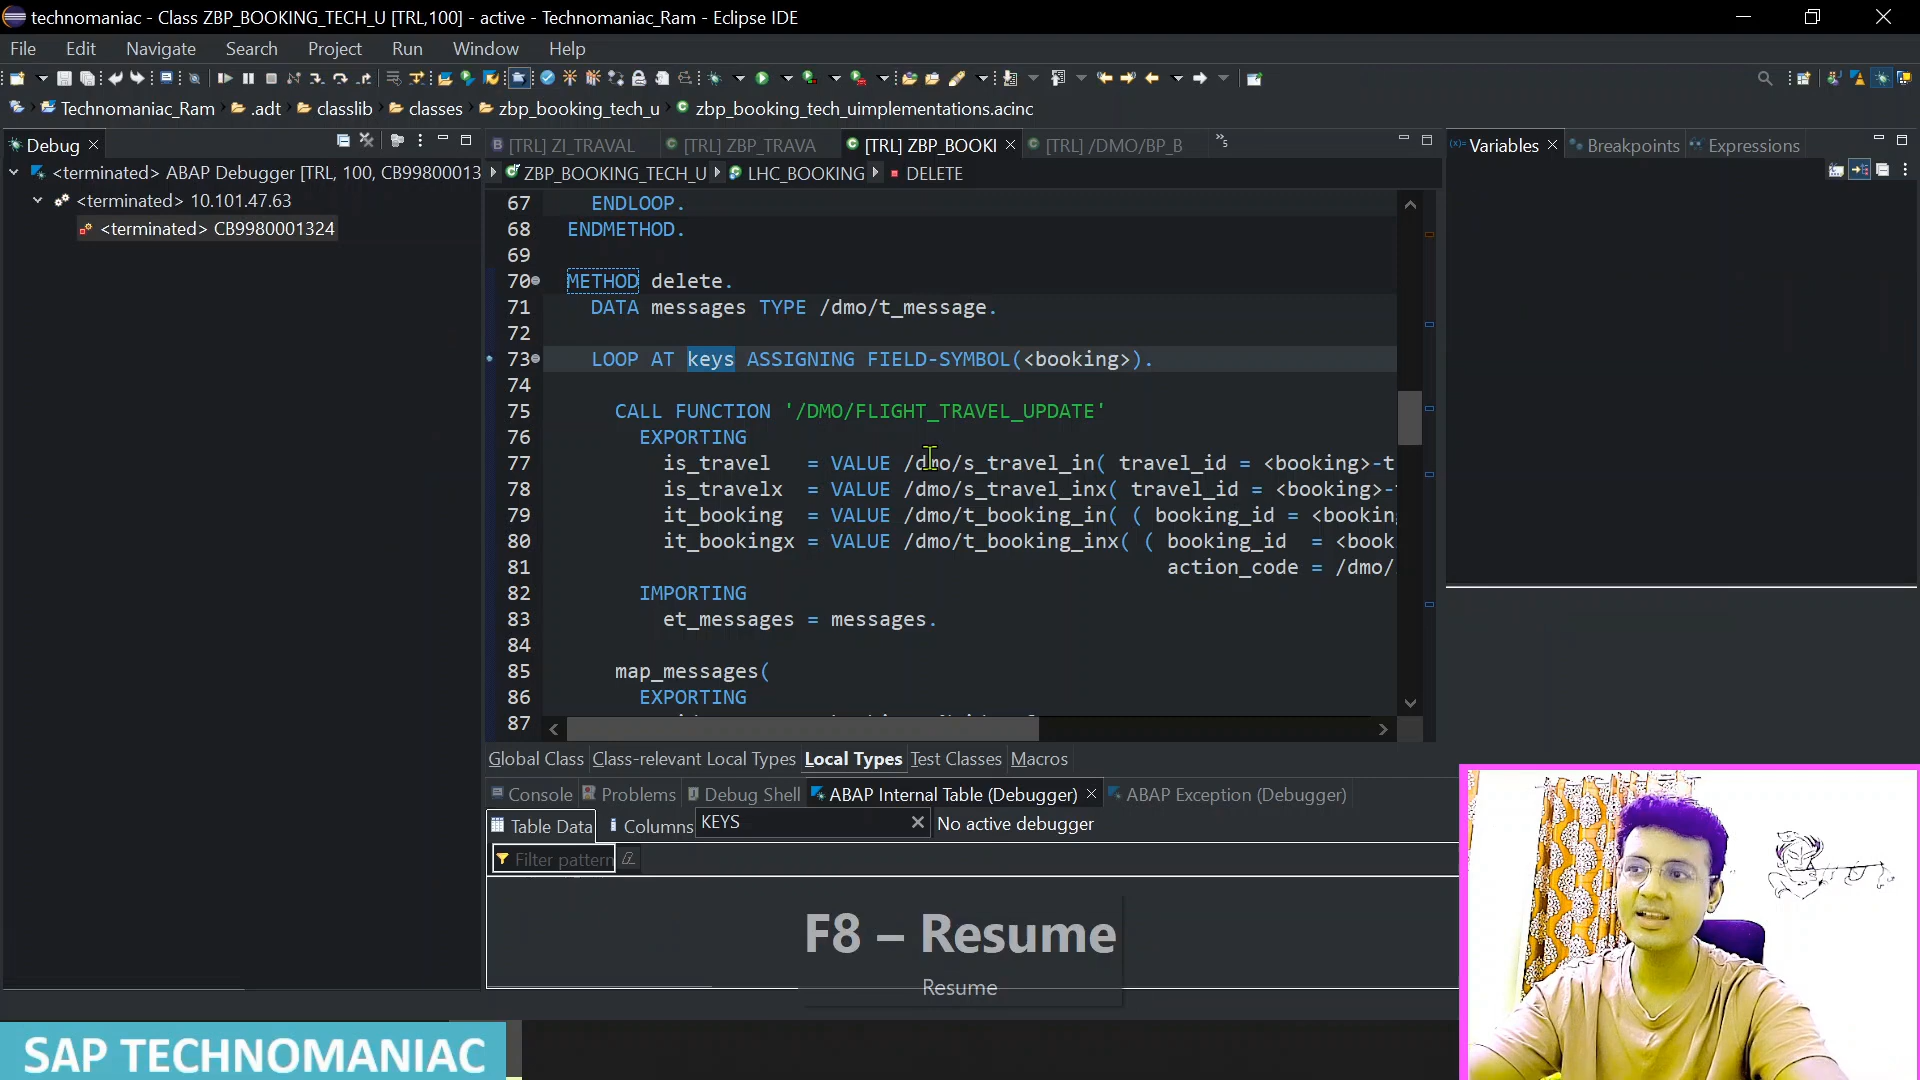 technomaniac - Class ZBP_BOOKING_TECH_U [TRL,100] - active - Technomaniac_Ram - Eclipse IDE
File Edit Navigate Search Project Run Window Help
Technomaniac_Ram .adt classlib classes zbp_booking_tech_u zbp_booking_tech_uimplementations.acinc
Debug
<terminated> ABAP Debugger [TRL, 100, CB99800013
<terminated> 10.101.47.63
<terminated> CB9980001324
[TRL] ZI_TRAVAL [TRL] ZBP_TRAVA [TRL] ZBP_BOOKI [TRL] /DMO/BP_B »5
ZBP_BOOKING_TECH_U LHC_BOOKING DELETE
67 ENDLOOP.
68 ENDMETHOD.
69
70 METHOD delete.
71 DATA messages TYPE /dmo/t_message.
72
73 LOOP AT keys ASSIGNING FIELD-SYMBOL(<booking>).
74
75 CALL FUNCTION '/DMO/FLIGHT_TRAVEL_UPDATE'
76 EXPORTING
77 is_travel = VALUE /dmo/s_travel_in( travel_id = <booking>-t
78 is_travelx = VALUE /dmo/s_travel_inx( travel_id = <booking>-
79 it_booking = VALUE /dmo/t_booking_in( ( booking_id = <bookin
80 it_bookingx = VALUE /dmo/t_booking_inx( ( booking_id = <book
81 action_code = /dmo/
82 IMPORTING
83 et_messages = messages.
84
85 map_messages(
86 EXPORTING
87
Global Class Class-relevant Local Types Local Types Test Classes Macros
Console Problems Debug Shell ABAP Internal Table (Debugger) ABAP Exception (Debugger)
Table Data Columns KEYS No active debugger
Filter pattern
Variables Breakpoints Expressions
F8 – Resume
Resume
SAP TECHNOMANIAC